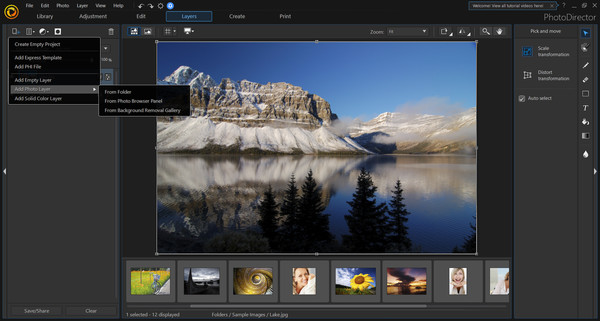 File Edit Photo Layer View Help
Welcome! View all tutorial videos here!
PhotoDirector
Library Adjustment Edit Layers Create Print
Zoom: Fit
Pick and move
Create Empty Project
Add Express Template
Add PHI File
100 %
Add Empty Layer
Add Photo Layer
Add Solid Color Layer
From Folder
From Photo Browser Panel
From Background Removal Gallery
Scale
transformation
Distort
transformation
Auto select
Save/Share Clear
1 selected - 12 displayed Folders / Sample Images / Lake.jpg